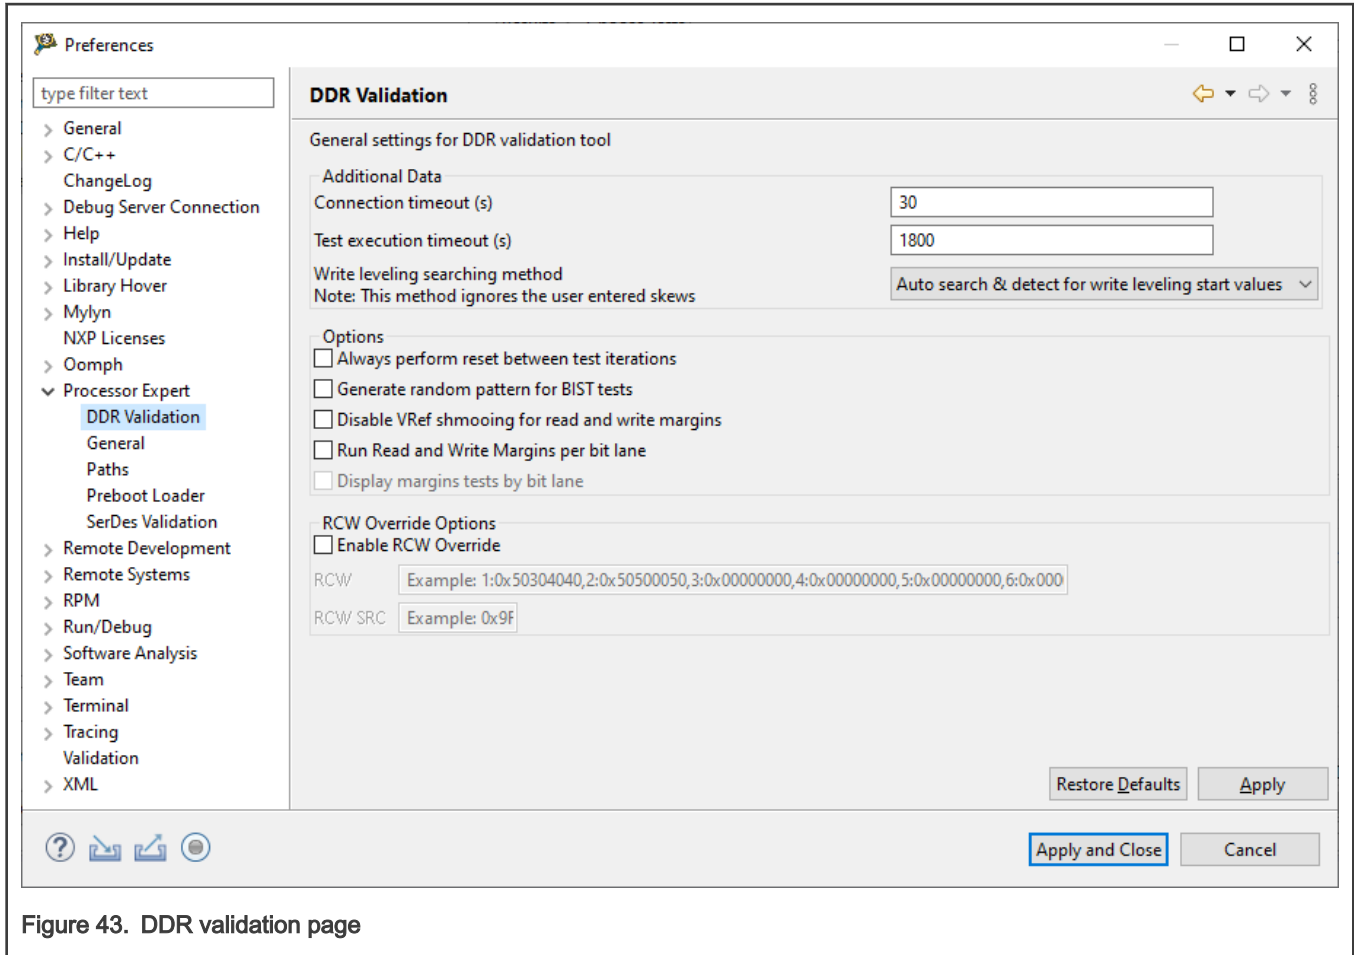 Preferences
type filter text
General
C/C++
ChangeLog
Debug Server Connection
Help
Install/Update
Library Hover
Mylyn
NXP Licenses
Oomph
Processor Expert
DDR Validation
General
Paths
Preboot Loader
SerDes Validation
Remote Development
Remote Systems
RPM
Run/Debug
Software Analysis
Team
Terminal
Tracing
Validation
XML
DDR Validation
General settings for DDR validation tool
Additional Data
Connection timeout (s)
30
Test execution timeout (s)
1800
Write leveling searching method
Note: This method ignores the user entered skews
Auto search & detect for write leveling start values
Options
Always perform reset between test iterations
Generate random pattern for BIST tests
Disable VRef shmooing for read and write margins
Run Read and Write Margins per bit lane
Display margins tests by bit lane
RCW Override Options
Enable RCW Override
RCW
Example: 1:0x50304040,2:0x50500050,3:0x00000000,4:0x00000000,5:0x00000000,6:0x000
RCW SRC
Example: 0x9F
Restore Defaults
Apply
Apply and Close
Cancel
Figure 43. DDR validation page